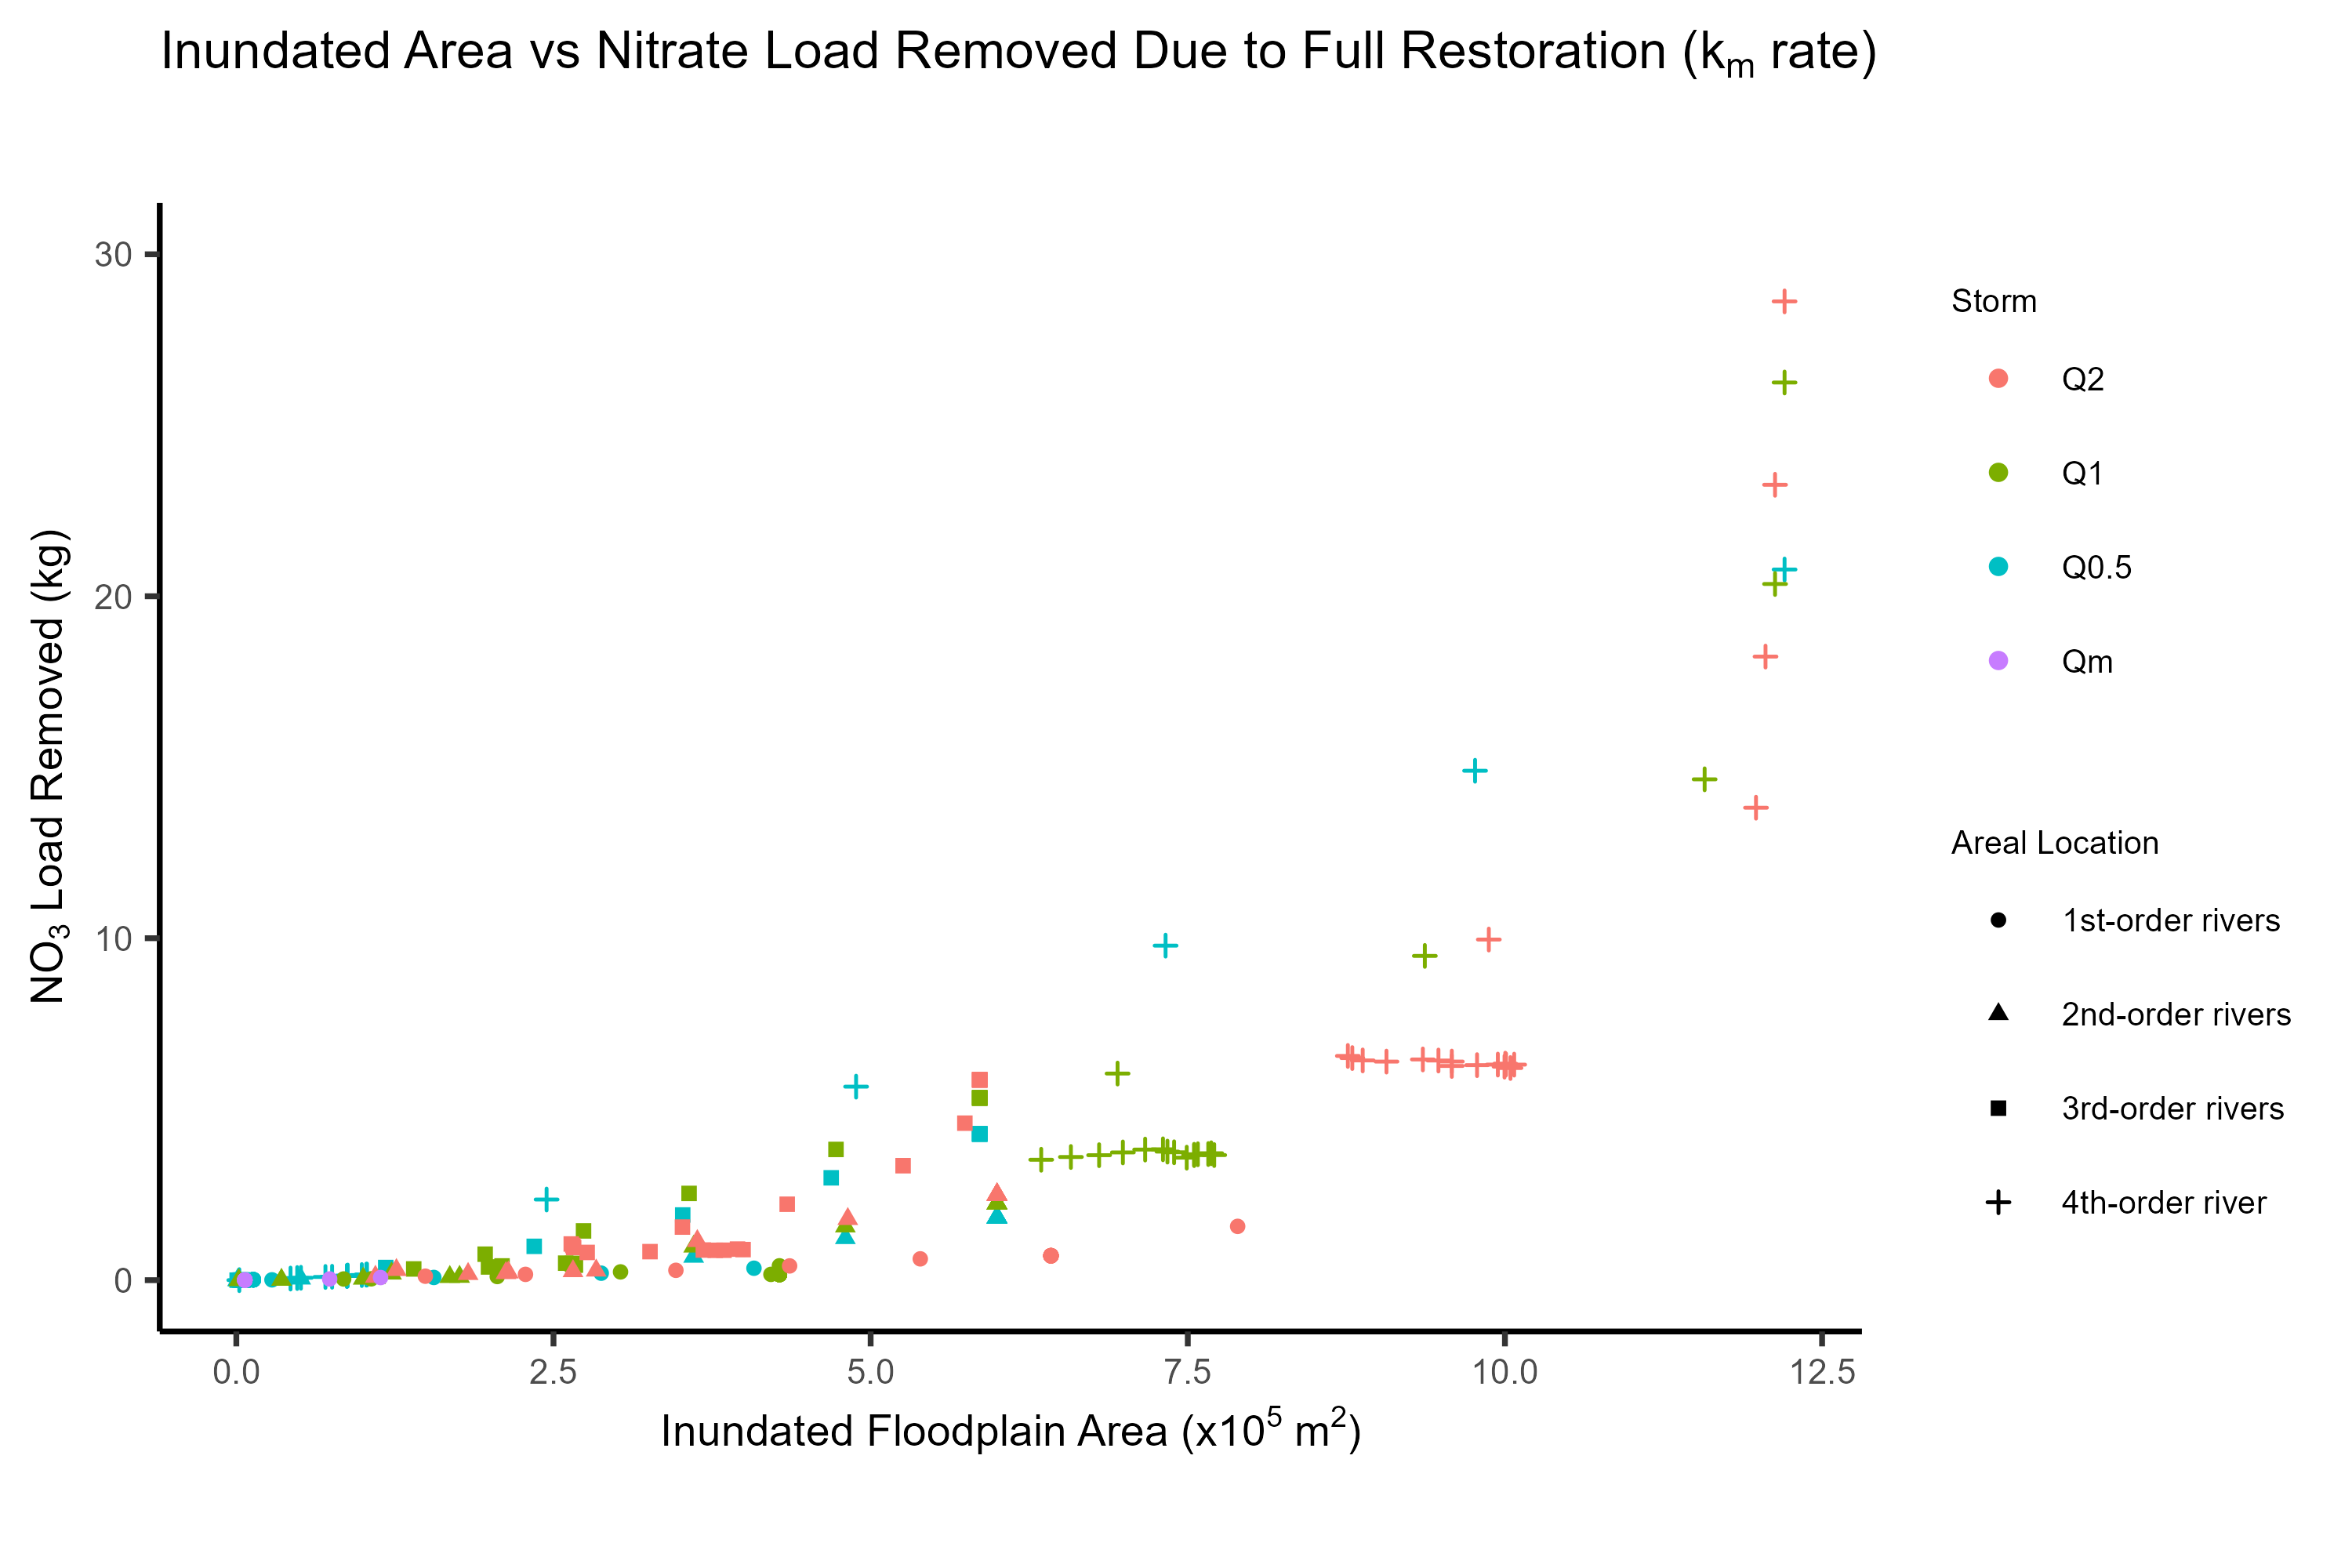 Inundated Area vs Nitrate Load Removed Due to Full Restoration (kₘ rate)
NO₃ Load Removed (kg)
30
20
10
0
0.0 2.5 5.0 7.5 10.0 12.5
Inundated Floodplain Area (x10⁵ m²)
Storm
Q2
Q1
Q0.5
Qm
Areal Location
1st-order rivers
2nd-order rivers
3rd-order rivers
4th-order river